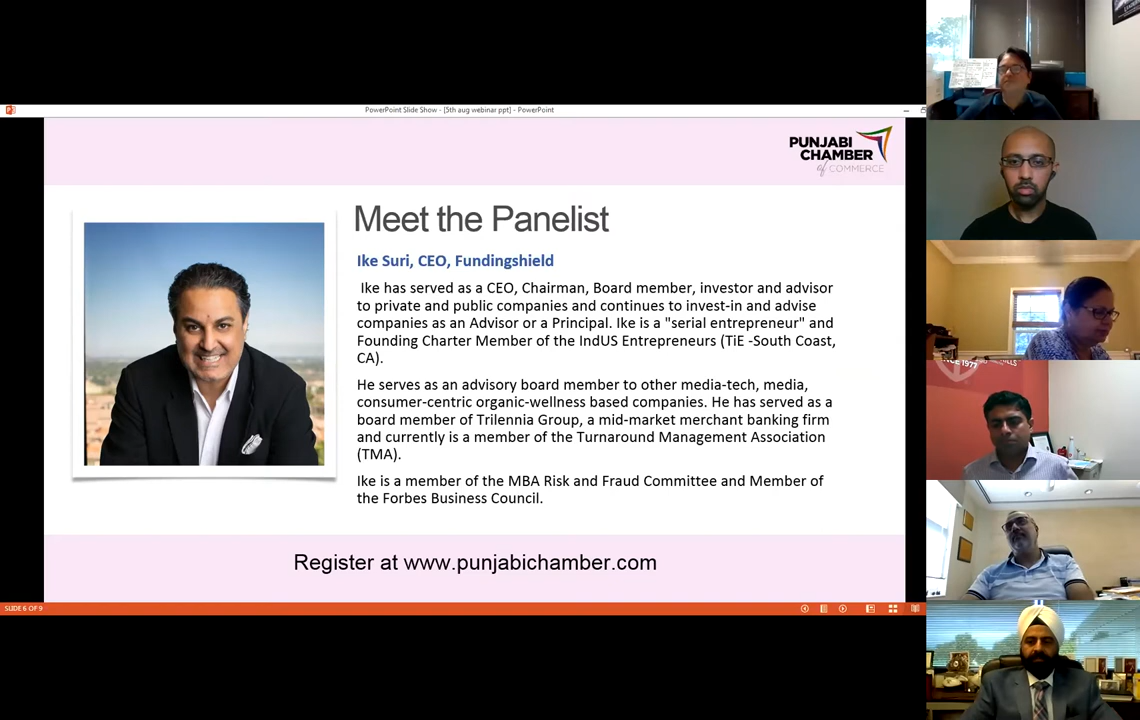 PowerPoint Slide Show - [5th aug webinar ppt] - PowerPoint
PUNJABI
CHAMBER
of COMMERCE
Meet the Panelist
Ike Suri, CEO, Fundingshield
Ike has served as a CEO, Chairman, Board member, investor and advisor
to private and public companies and continues to invest-in and advise
companies as an Advisor or a Principal. Ike is a "serial entrepreneur" and
Founding Charter Member of the IndUS Entrepreneurs (TiE -South Coast,
CA).
He serves as an advisory board member to other media-tech, media,
consumer-centric organic-wellness based companies. He has served as a
board member of Trilennia Group, a mid-market merchant banking firm
and currently is a member of the Turnaround Management Association
(TMA).
Ike is a member of the MBA Risk and Fraud Committee and Member of
the Forbes Business Council.
Register at www.punjabichamber.com
SLIDE 6 OF 9
SINCE 1977